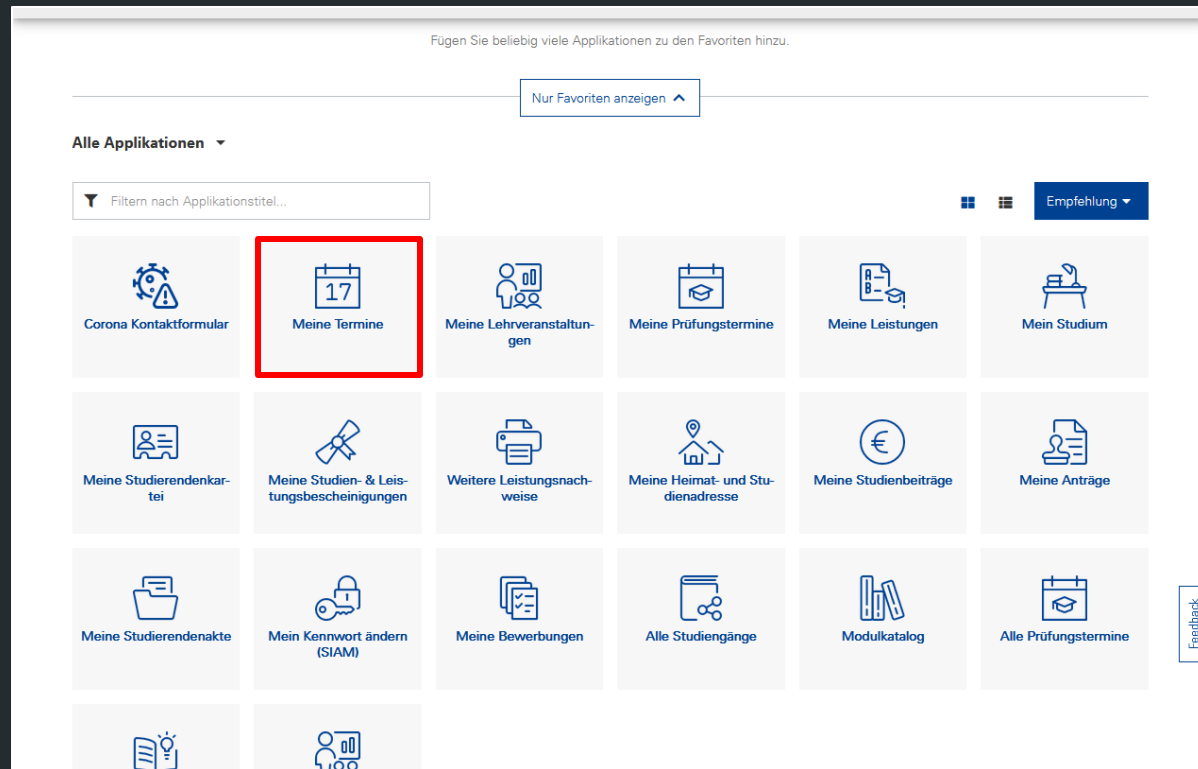 Fügen Sie beliebig viele Applikationen zu den Favoriten hinzu.
Nur Favoriten anzeigen
Alle Applikationen
Filtern nach Applikationstitel...
Empfehlung
17
Corona Kontaktformular
Meine Termine
Meine Lehrveranstaltun-
gen
Meine Prüfungstermine
A-
B-
Meine Leistungen
Mein Studium
Meine Studierendenkar-
tei
Meine Studien- & Leis-
tungsbescheinigungen
Weitere Leistungsnach-
weise
Meine Heimat- und Stu-
dienadresse
€
Meine Studienbeiträge
Meine Anträge
Meine Studierendenakte
Mein Kennwort ändern
(SIAM)
Meine Bewerbungen
Alle Studiengänge
Modulkatalog
Alle Prüfungstermine
Feedback